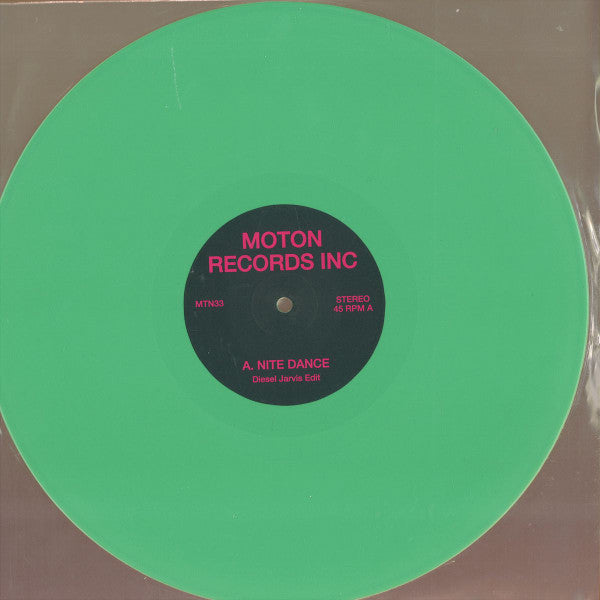 MOTON
RECORDS INC
MTN33
STEREO
45 RPM A
A. NITE DANCE
Diesel Jarvis Edit